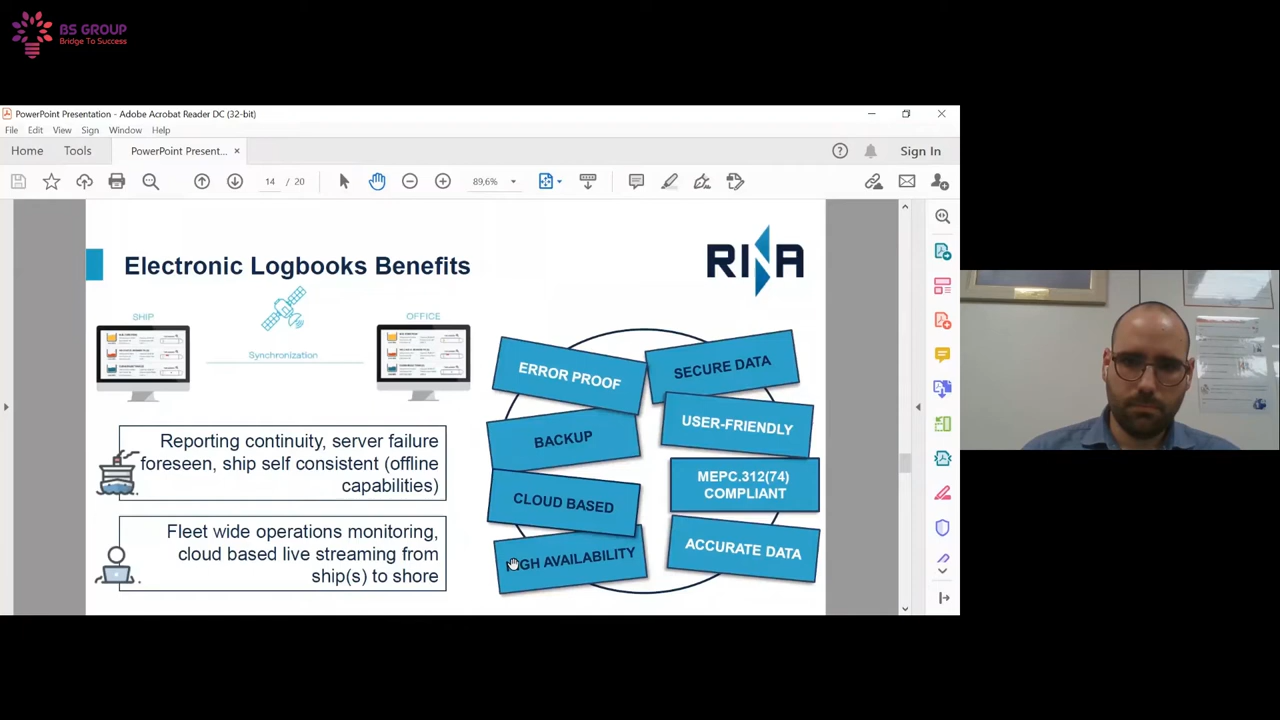 BS GROUP
Bridge To Success
PowerPoint Presentation - Adobe Acrobat Reader DC (32-bit)
File Edit View Sign Window Help
Home Tools PowerPoint Present... × Sign In
14 / 20 89,6%
Electronic Logbooks Benefits
RINA
SHIP
OFFICE
Synchronization
ERROR PROOF
SECURE DATA
BACKUP
USER-FRIENDLY
CLOUD BASED
MEPC.312(74)
COMPLIANT
AVAILABILITY
ACCURATE DATA
Reporting continuity, server failure
foreseen, ship self consistent (offline
capabilities)
Fleet wide operations monitoring,
cloud based live streaming from
ship(s) to shore